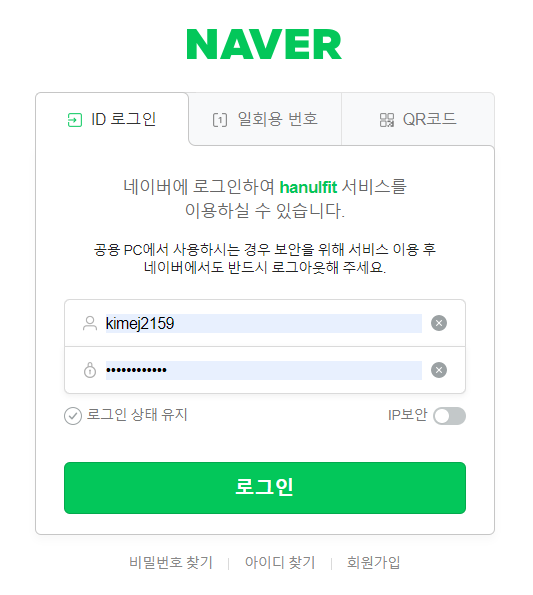 NAVER
ID 로그인
일회용 번호
QR코드
네이버에 로그인하여 hanulfit 서비스를
이용하실 수 있습니다.
공용 PC에서 사용하시는 경우 보안을 위해 서비스 이용 후
네이버에서도 반드시 로그아웃해 주세요.
kimej2159
••••••••••••
로그인 상태 유지
IP보안
로그인
비밀번호 찾기
아이디 찾기
회원가입